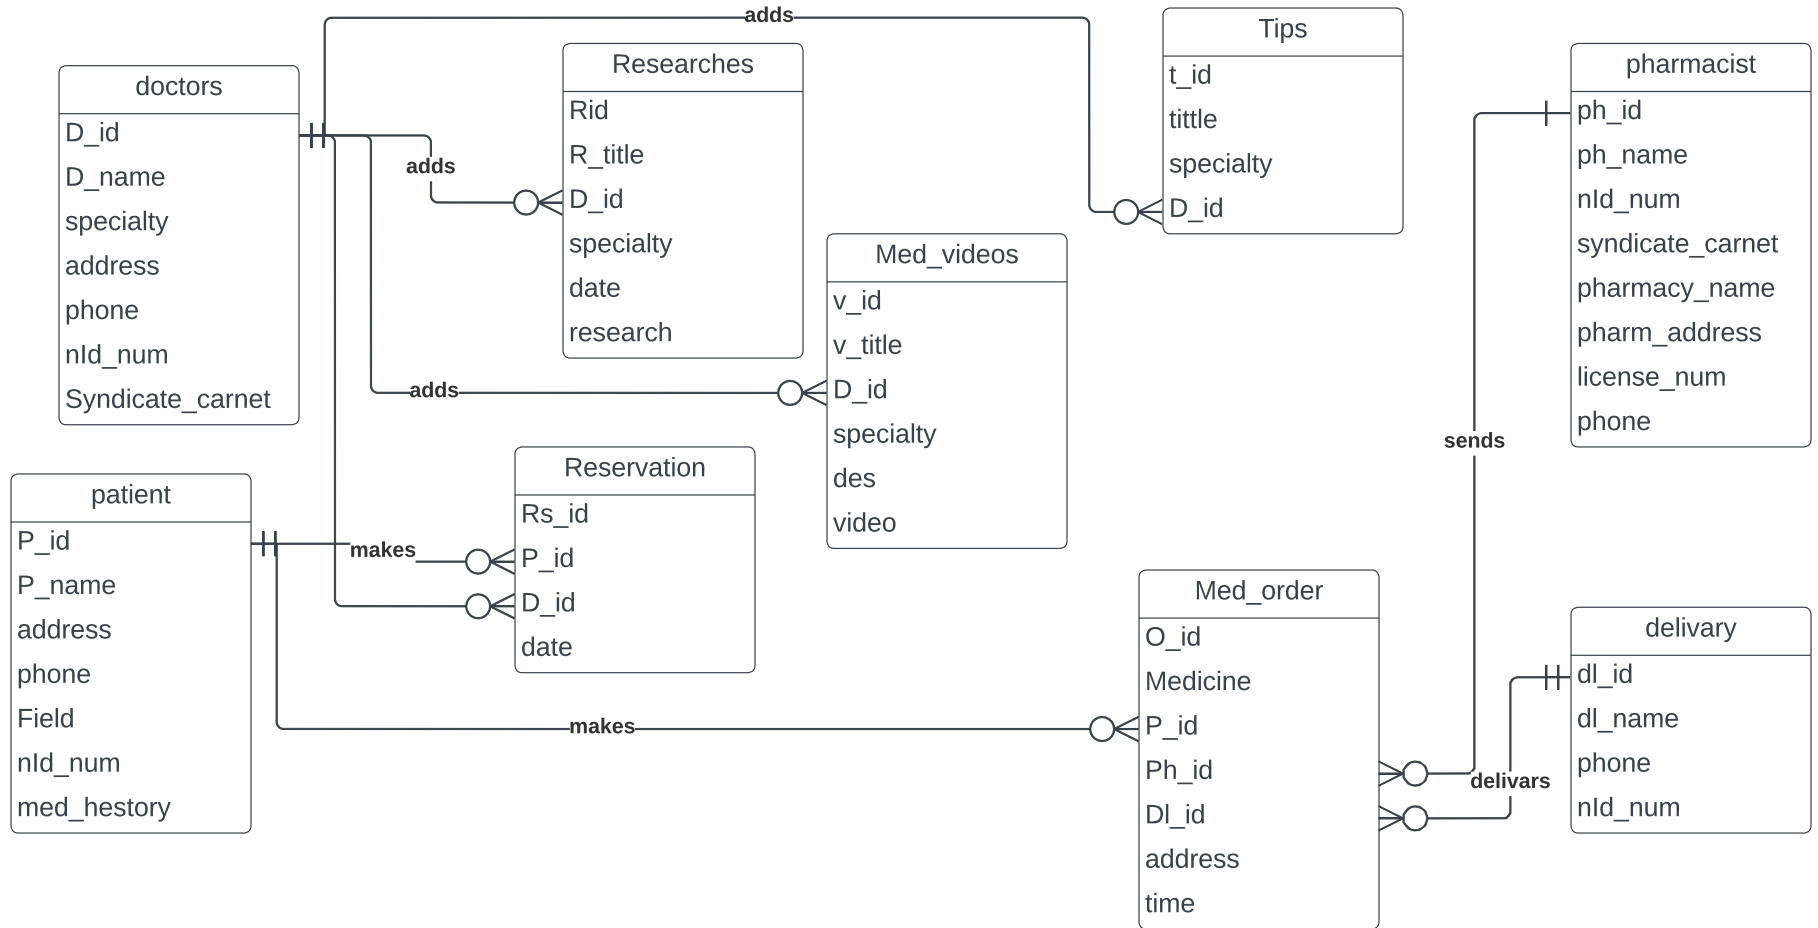 adds
doctors
D_id
D_name
specialty
address
phone
nId_num
Syndicate_carnet
adds
Researches
Rid
R_title
D_id
specialty
date
research
adds
Med_videos
v_id
v_title
D_id
specialty
des
video
Tips
t_id
tittle
specialty
D_id
pharmacist
ph_id
ph_name
nId_num
syndicate_carnet
pharmacy_name
pharm_address
license_num
phone
sends
patient
P_id
P_name
address
phone
Field
nId_num
med_hestory
makes
Reservation
Rs_id
P_id
D_id
date
makes
Med_order
O_id
Medicine
P_id
Ph_id
Dl_id
address
time
delivars
delivary
dl_id
dl_name
phone
nId_num